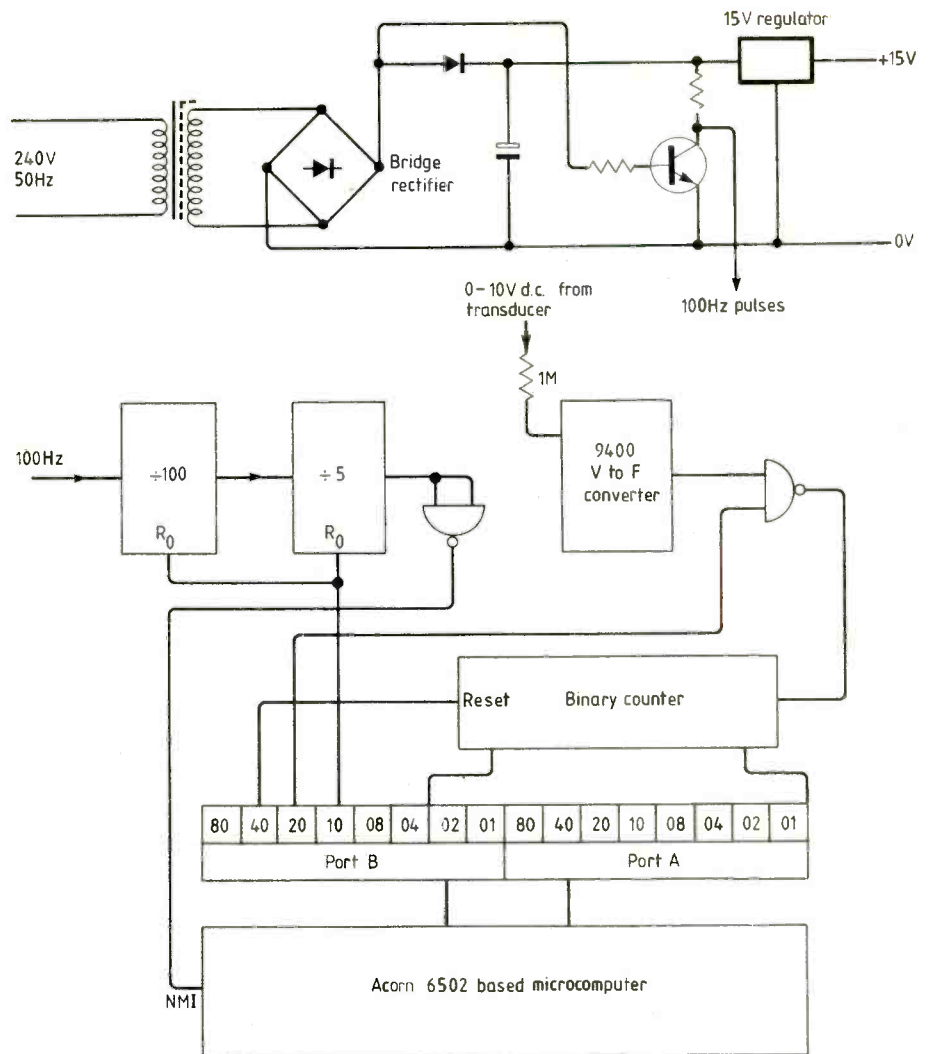 15V regulator
+15V
240V
50Hz
Bridge
rectifier
0V
0-10V d.c. from
transducer
100Hz pulses
1M
100Hz
÷100
÷5
9400
V to F
converter
R0
R0
Reset
Binary counter
80 40 20 10 08 04 02 01 80 40 20 10 08 04 02 01
Port B
Port A
Acorn 6502 based microcomputer
NMI